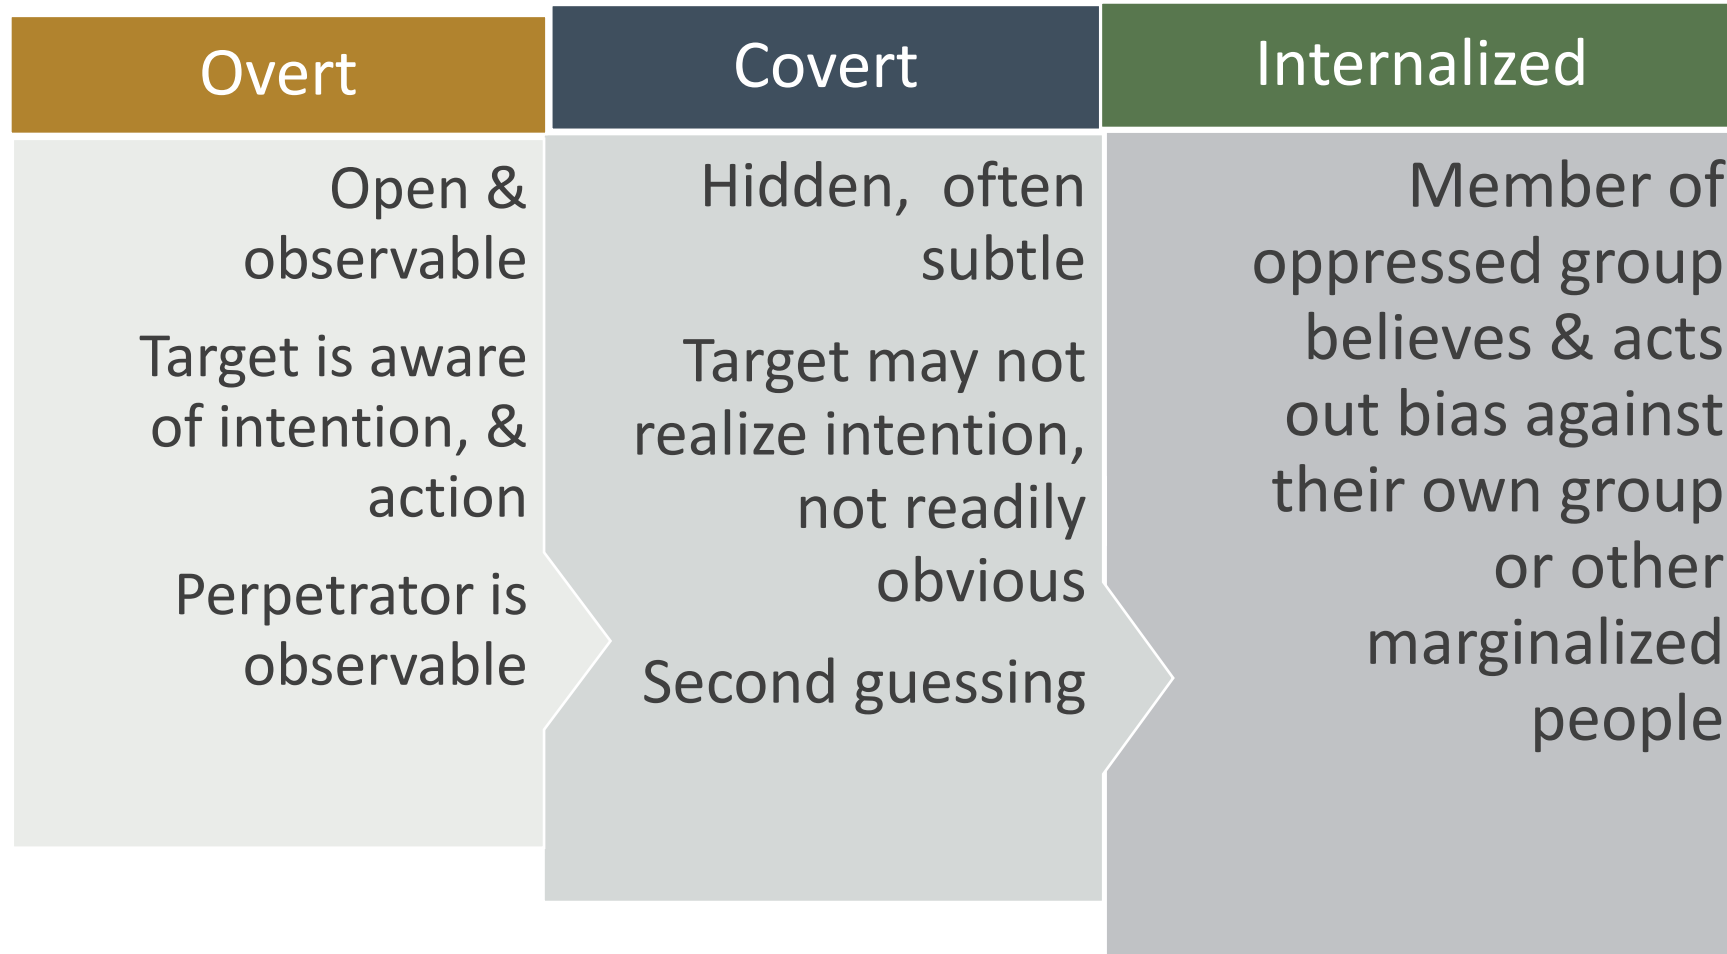 Overt
Open &
observable
Target is aware
of intention, &
action
Perpetrator is
observable
Covert
Hidden,  often
subtle
Target may not
realize intention,
not readily
obvious
Second guessing
Internalized
Member of
oppressed group
believes & acts
out bias against
their own group
or other
marginalized
people